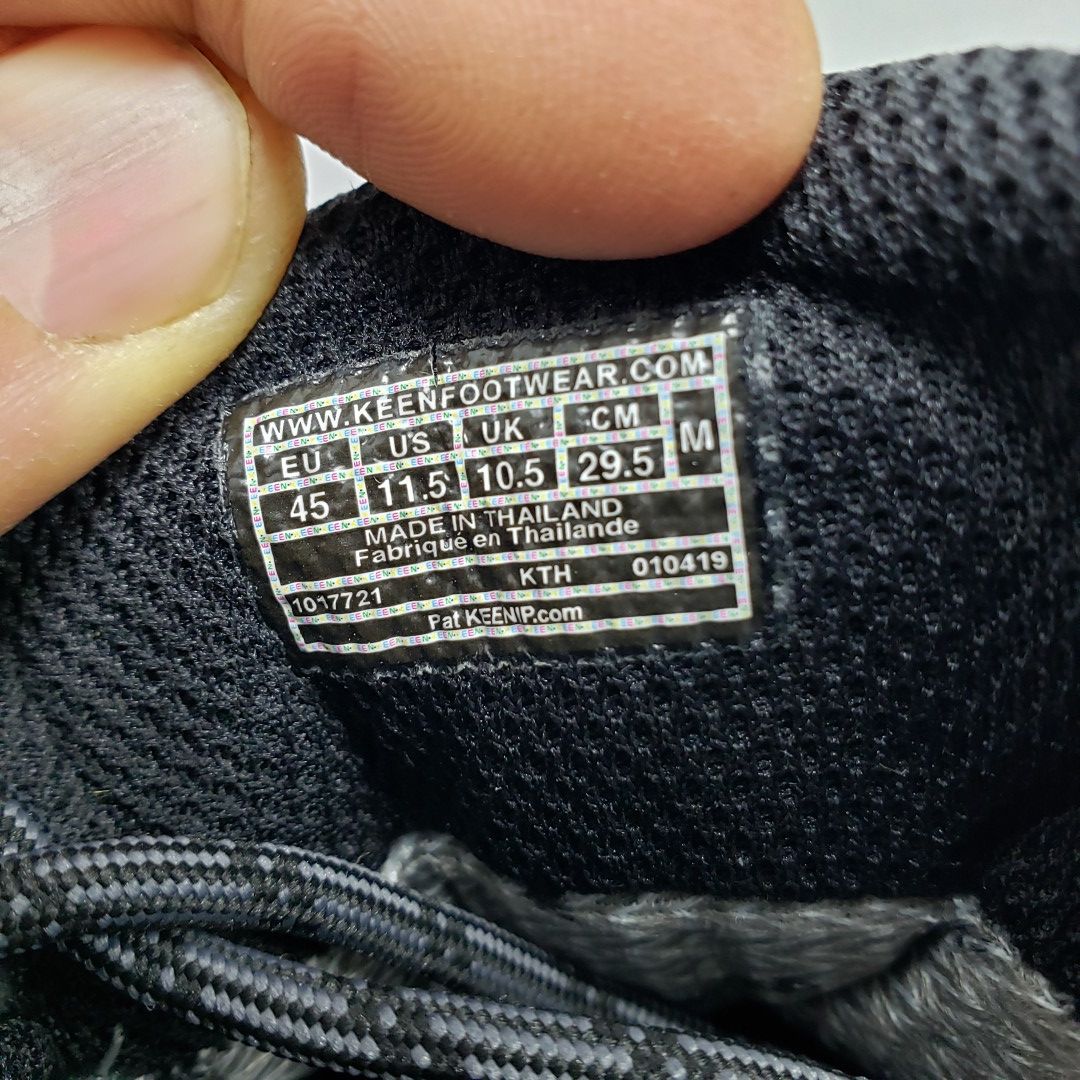 WWW.KEENFOOTWEAR.COM
EU US UK CM M
45 11.5 10.5 29.5
MADE IN THAILAND
Fabriqué en Thaïlande
1017721 KTH 010419
Pat KEENIP.com